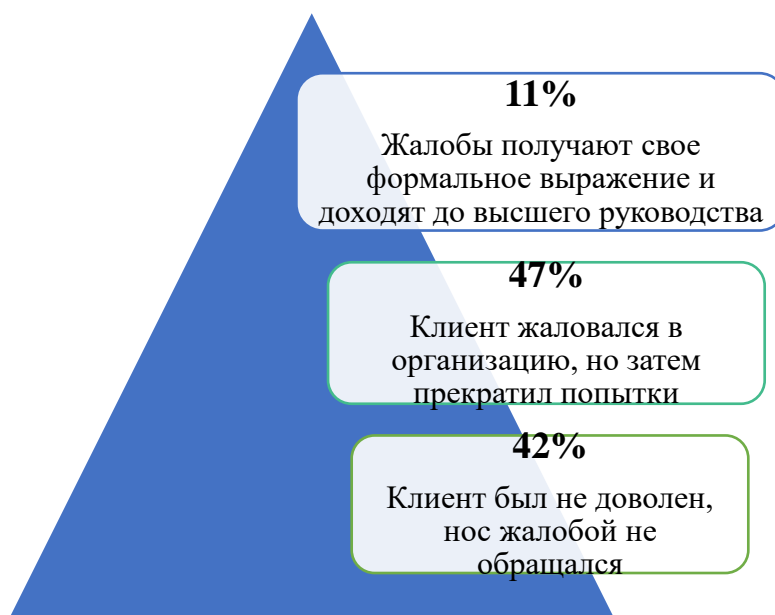 11%
Жалобы получают свое
формальное выражение и
доходят до высшего руководства
47%
Клиент жаловался в
организацию, но затем
прекратил попытки
42%
Клиент был не доволен,
нос жалобой не
обращался